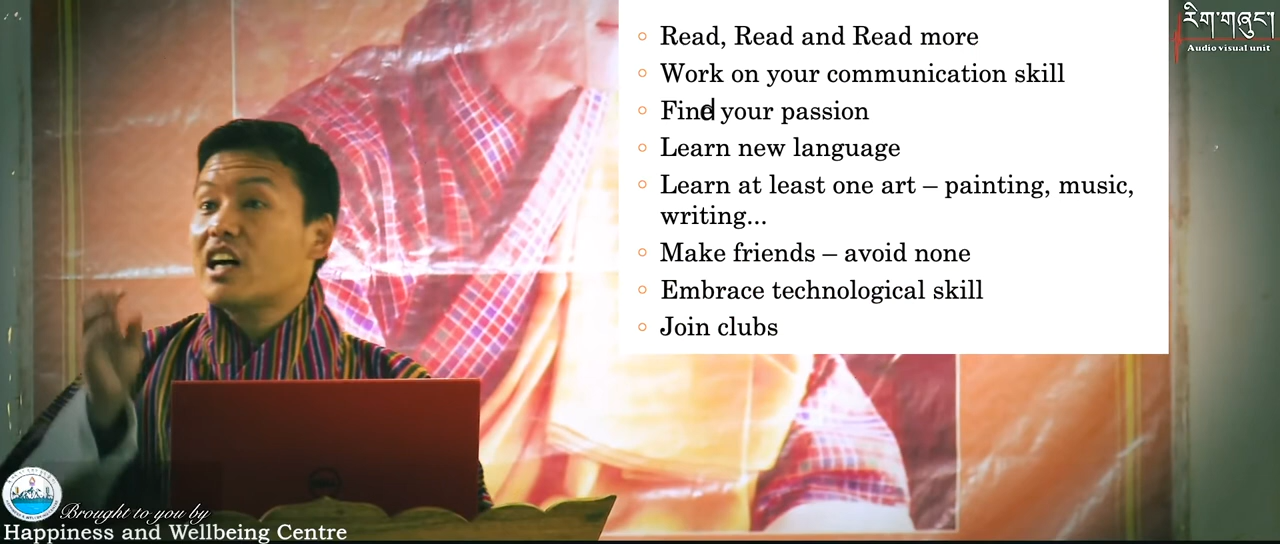 Read, Read and Read more
Work on your communication skill
Find your passion
Learn new language
Learn at least one art – painting, music,
writing...
Make friends – avoid none
Embrace technological skill
Join clubs
རིག་གཞུང་།
Audio visual unit
DELL
Brought to you by
Happiness and Wellbeing Centre